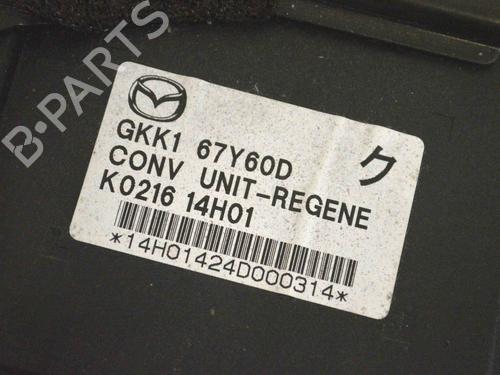 B-PARTS
GKK1 67Y60D
ク
CONV UNIT-REGENE
K0216 14H01
*14H01424D000314*